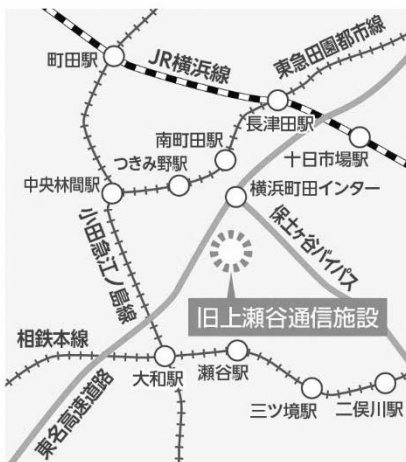 東急田園都市線
町田駅
JR横浜線
長津田駅
南町田駅
十日市場駅
つきみ野駅
中央林間駅
横浜町田インター
小田急江ノ島線
保土ヶ谷バイパス
旧上瀬谷通信施設
相鉄本線
東名高速道路
大和駅
瀬谷駅
三ツ境駅
二俣川駅